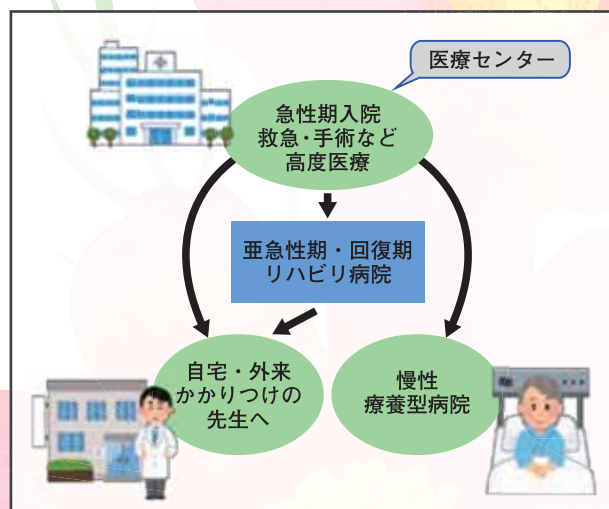 医療センター
急性期入院
救急・手術など
高度医療
亜急性期・回復期
リハビリ病院
自宅・外来
かかりつけの
先生へ
慢性
療養型病院